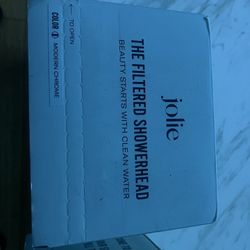 jolie
THE FILTERED SHOWERHEAD
BEAUTY STARTS WITH CLEAN WATER
TO OPEN
COLOR
MODERN CHROME